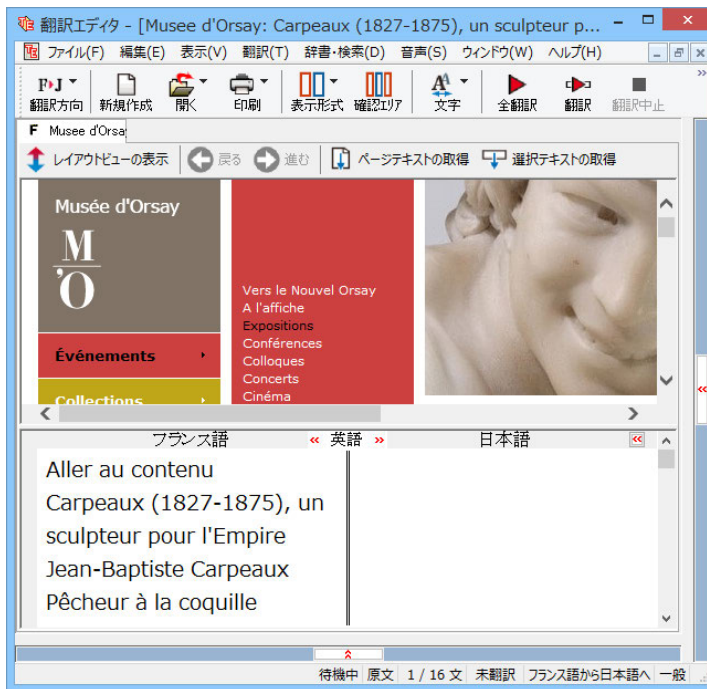 翻訳エディタ - [Musee d'Orsay: Carpeaux (1827-1875), un sculpteur p...
ファイル(F) 編集(E) 表示(V) 翻訳(T) 辞書・検索(D) 音声(S) ウィンドウ(W) ヘルプ(H)
F▸J
翻訳方向 新規作成 開く 印刷 表示形式 確認エリア 文字 全翻訳 翻訳 翻訳中止
F Musee d'Orsa
レイアウトビューの表示 戻る 進む ページテキストの取得 選択テキストの取得
Musée d'Orsay
M
'O
Événements
Collections
Vers le Nouvel Orsay
A l'affiche
Expositions
Conférences
Colloques
Concerts
Cinéma
フランス語 « 英語 » 日本語 «
Aller au contenu
Carpeaux (1827-1875), un
sculpteur pour l'Empire
Jean-Baptiste Carpeaux
Pêcheur à la coquille
待機中 原文 1 / 16 文 未翻訳 フランス語から日本語へ 一般